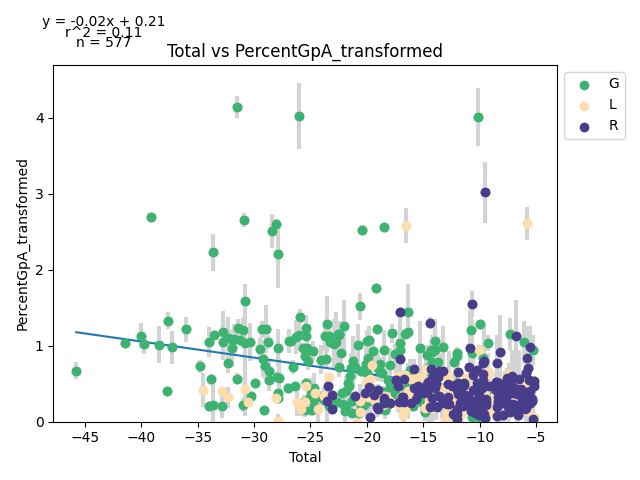 y = -0.02x + 0.21
r^2 = 0.11
n = 577
Total vs PercentGpA_transformed
G
L
R
PercentGpA_transformed
4
3
2
1
0
−45 −40 −35 −30 −25 −20 −15 −10 −5
Total